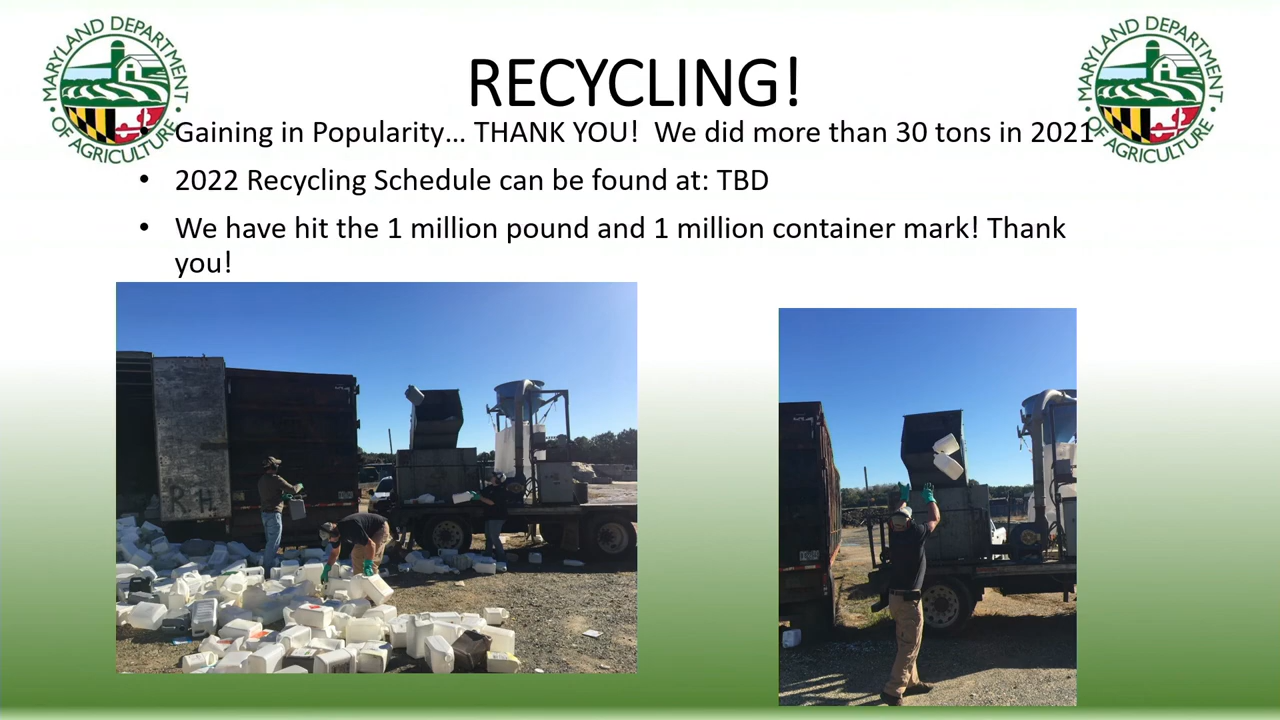 MARYLAND DEPARTMENT
OF AGRICULTURE
MARYLAND DEPARTMENT
OF AGRICULTURE
RECYCLING!
Gaining in Popularity... THANK YOU!  We did more than 30 tons in 2021
• 2022 Recycling Schedule can be found at: TBD
• We have hit the 1 million pound and 1 million container mark! Thank
you!
R H